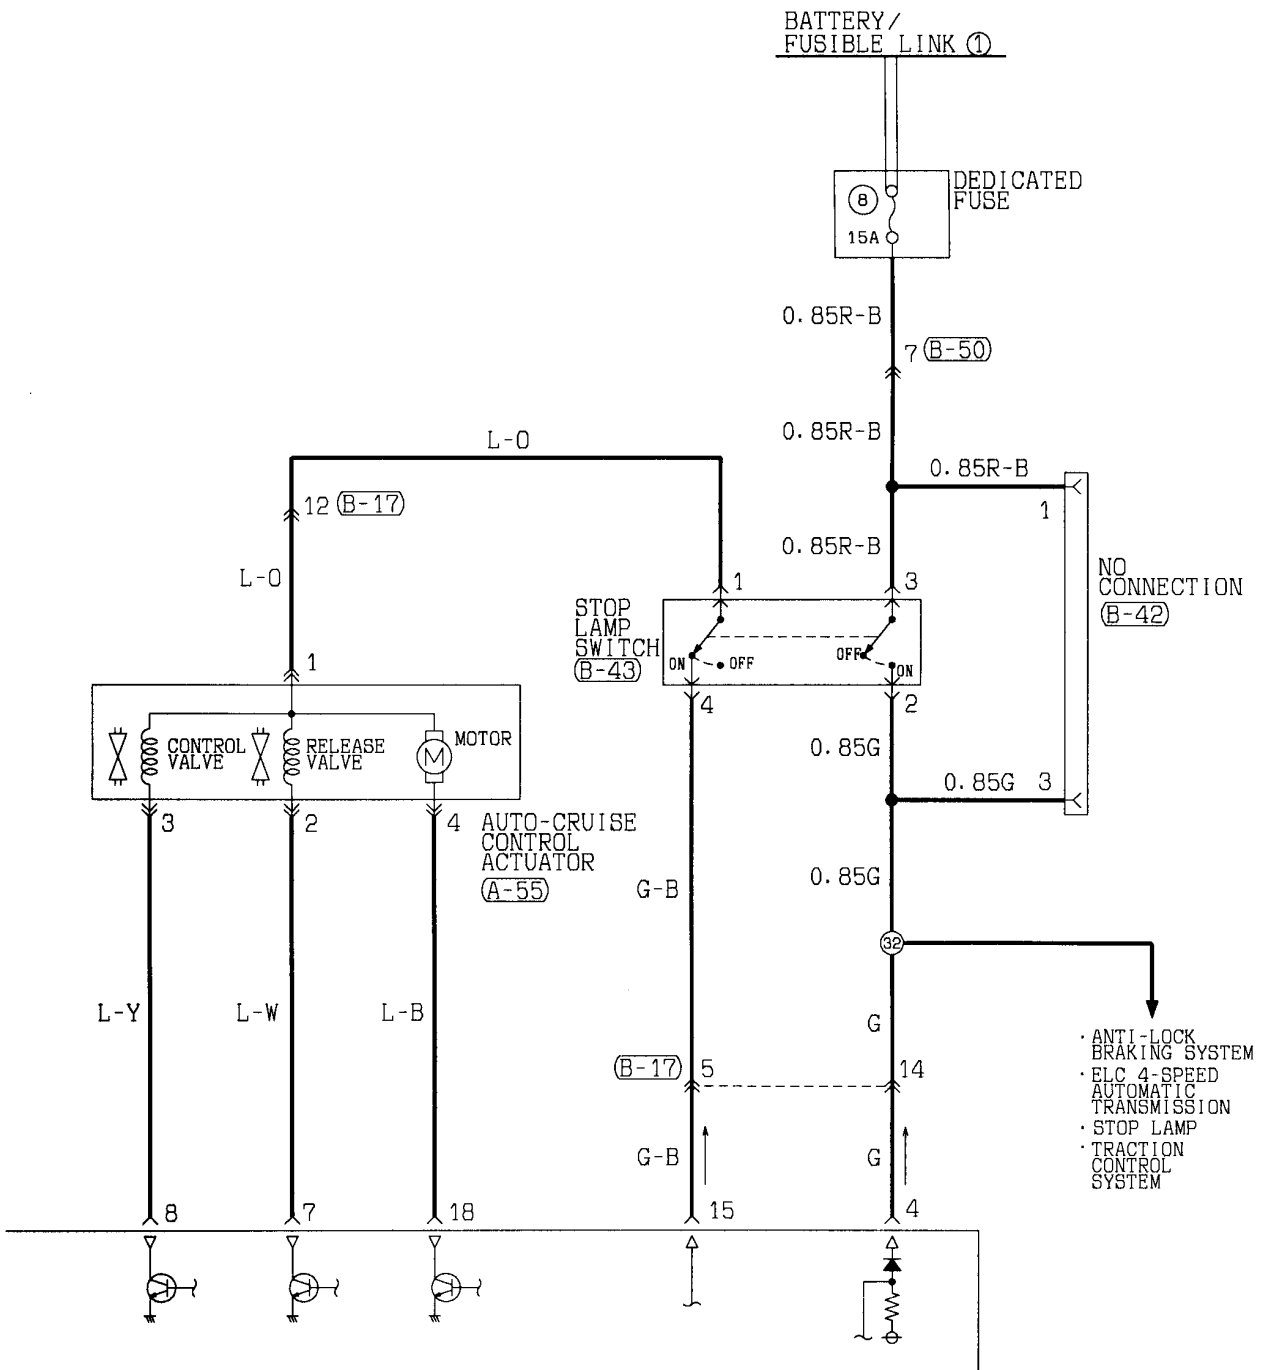 BATTERY/
FUSIBLE LINK ①
DEDICATED
FUSE
8
15A
0.85R-B
7 B-50
0.85R-B
L-O
0.85R-B
1
12 B-17
0.85R-B
L-O
NO
CONNECTION
B-42
1
3
STOP
LAMP
SWITCH
B-43
ON
OFF
OFF
ON
1
4
2
CONTROL
VALVE
RELEASE
VALVE
M
MOTOR
0.85G
0.85G 3
3
2
4
AUTO-CRUISE
CONTROL
ACTUATOR
A-55
G-B
0.85G
32
L-Y
L-W
L-B
G
· ANTI-LOCK
BRAKING SYSTEM
· ELC 4-SPEED
AUTOMATIC
TRANSMISSION
· STOP LAMP
· TRACTION
CONTROL
SYSTEM
B-17
5
14
G-B
G
8
7
18
15
4